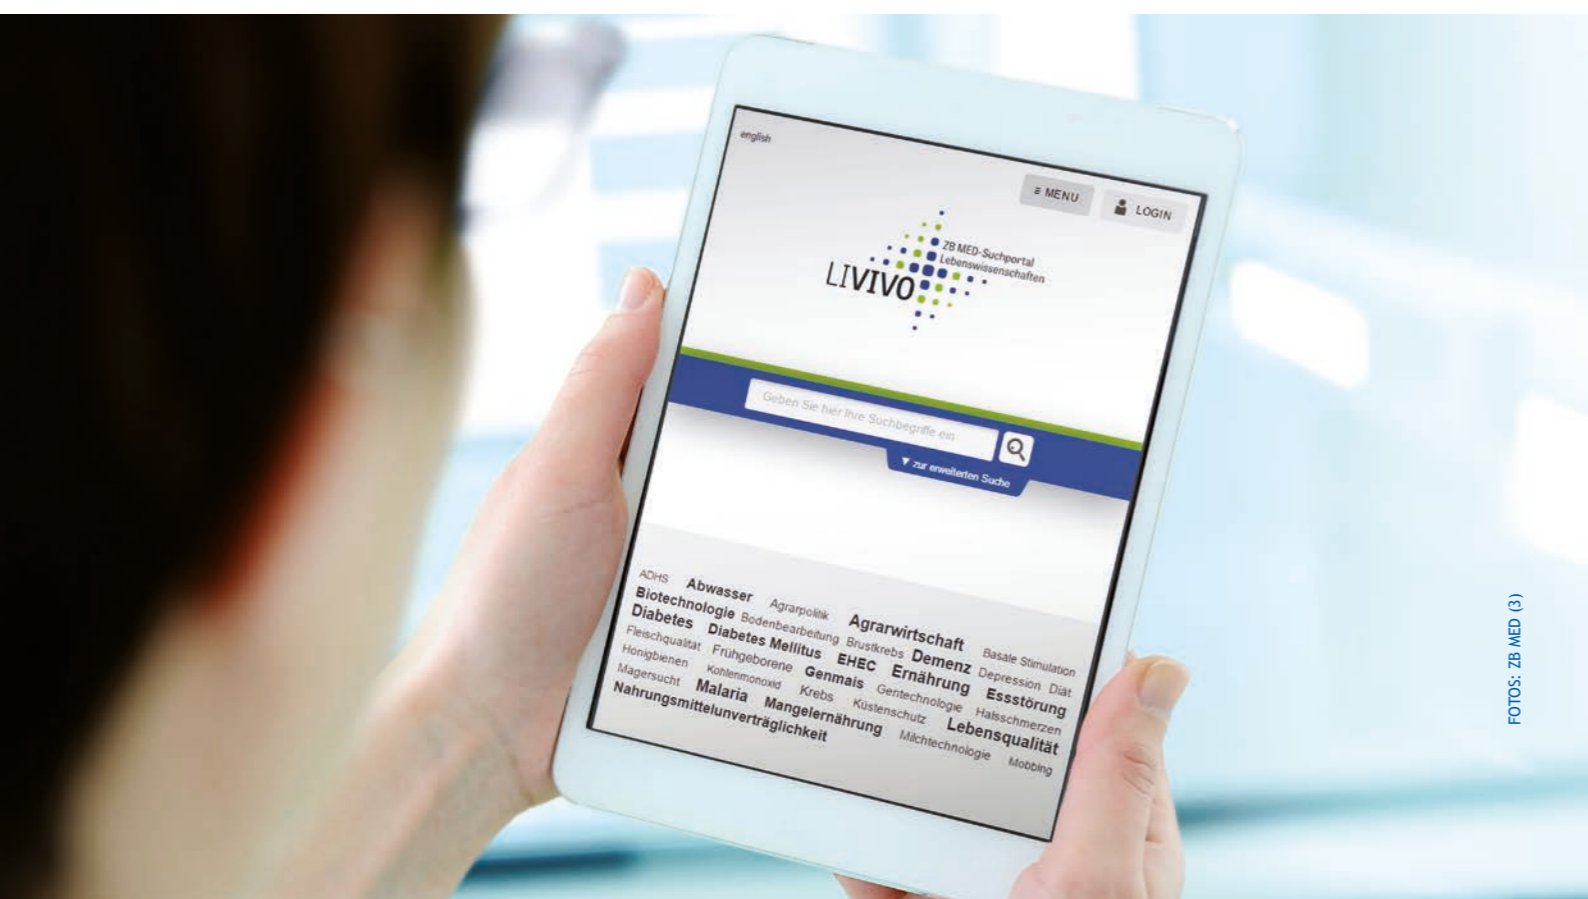 english
≡ MENU
LOGIN
ZB MED-Suchportal
Lebenswissenschaften
LIVIVO
Geben Sie hier Ihre Suchbegriffe ein
▼ zur erweiterten Suche
ADHS Abwasser Agrarpolitik Agrarwirtschaft Basale Stimulation
Biotechnologie Bodenbearbeitung Brustkrebs Demenz Depression Diät
Diabetes Diabetes Mellitus EHEC Ernährung Essstörung
Fleischqualität Frühgeborene Genmais Gentechnologie Halsschmerzen
Honigbienen Kohlenmonoxid Krebs Küstenschutz Lebensqualität
Magersucht Malaria Mangelernährung Milchtechnologie Mobbing
Nahrungsmittelunverträglichkeit
FOTOS: ZB MED (3)